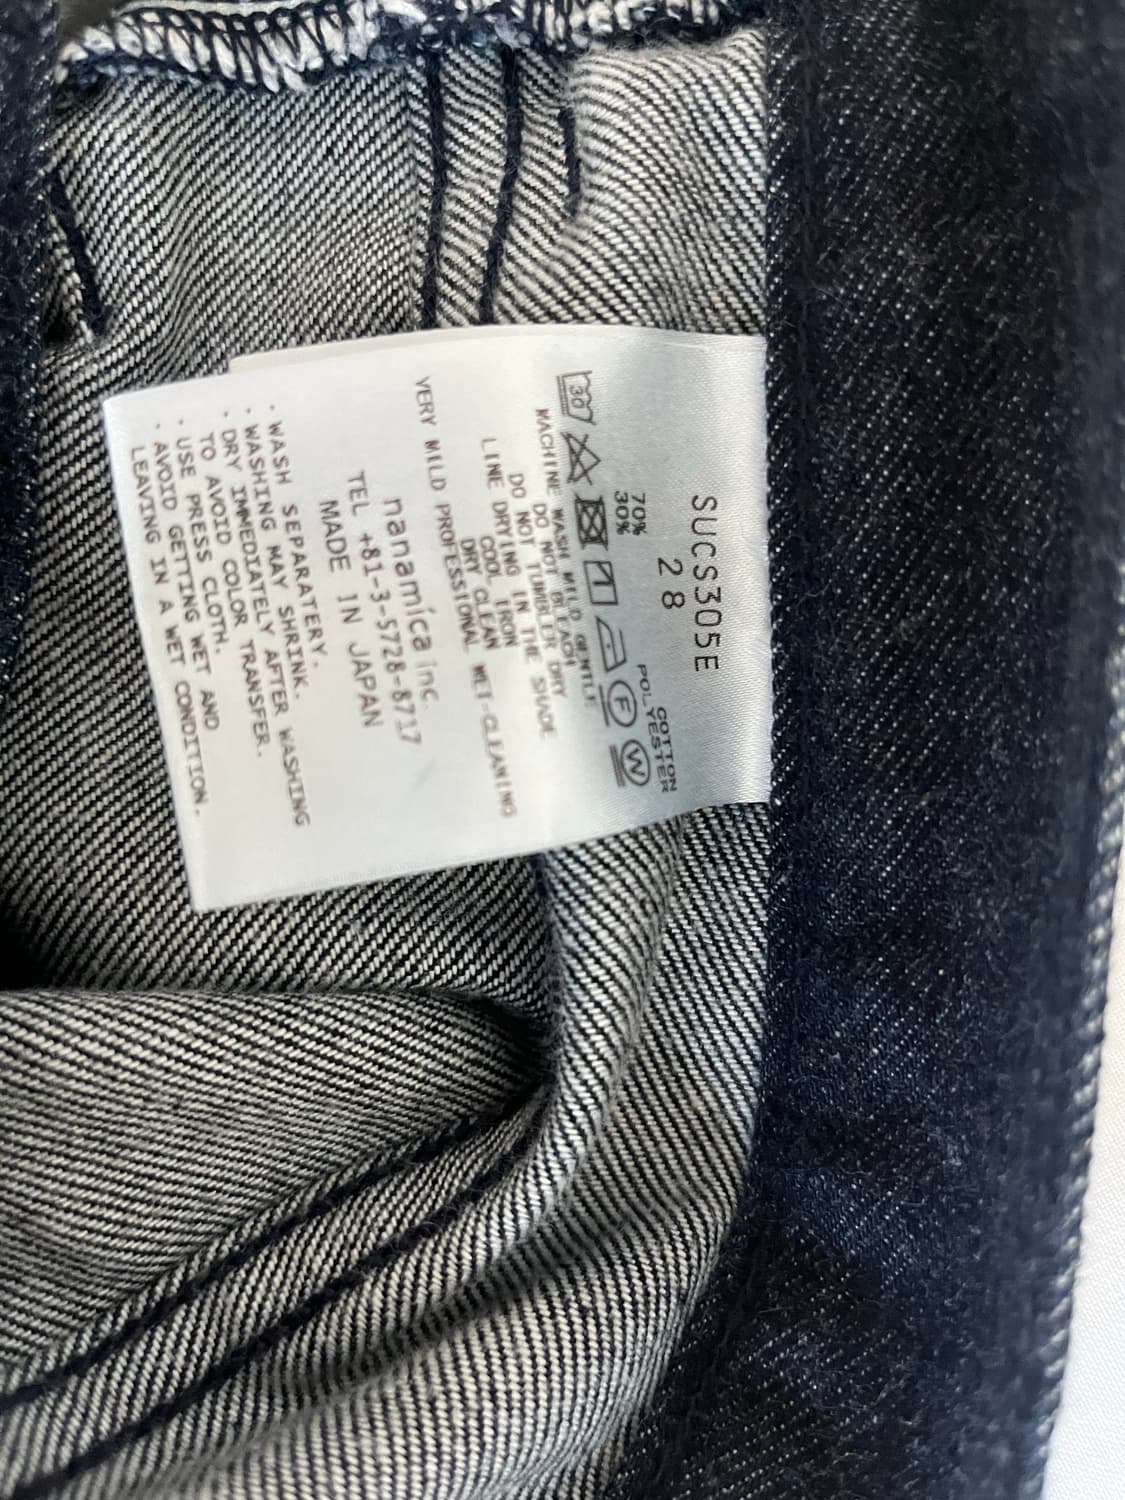 SUCS305E
28
70% COTTON
30% POLYESTER
30 F W
MACHINE WASH MILD GENTLE
DO NOT BLEACH
DO NOT TUMBLER DRY
LINE DRYING IN THE SHADE
COOL IRON
DRY CLEAN
VERY MILD PROFESSIONAL WET-CLEANING
nanamíca inc.
TEL +81-3-5728-8717
MADE IN JAPAN
· WASH SEPARATERY.
· WASHING MAY SHRINK.
· DRY IMMEDIATELY AFTER WASHING
TO AVOID COLOR TRANSFER.
· USE PRESS CLOTH.
· AVOID GETTING WET AND
LEAVING IN A WET CONDITION.